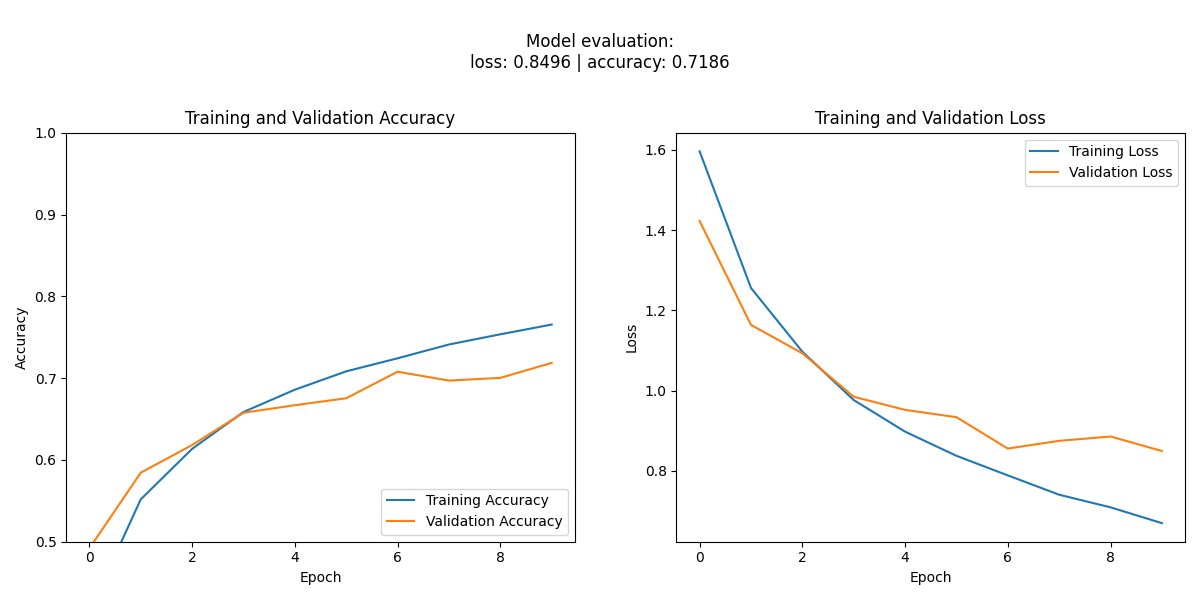 Model evaluation:
loss: 0.8496 | accuracy: 0.7186
Training and Validation Accuracy
1.0
0.9
0.8
0.7
0.6
0.5
Accuracy
0 2 4 6 8
Epoch
Training Accuracy
Validation Accuracy
Training and Validation Loss
1.6
1.4
1.2
1.0
0.8
Loss
0 2 4 6 8
Epoch
Training Loss
Validation Loss